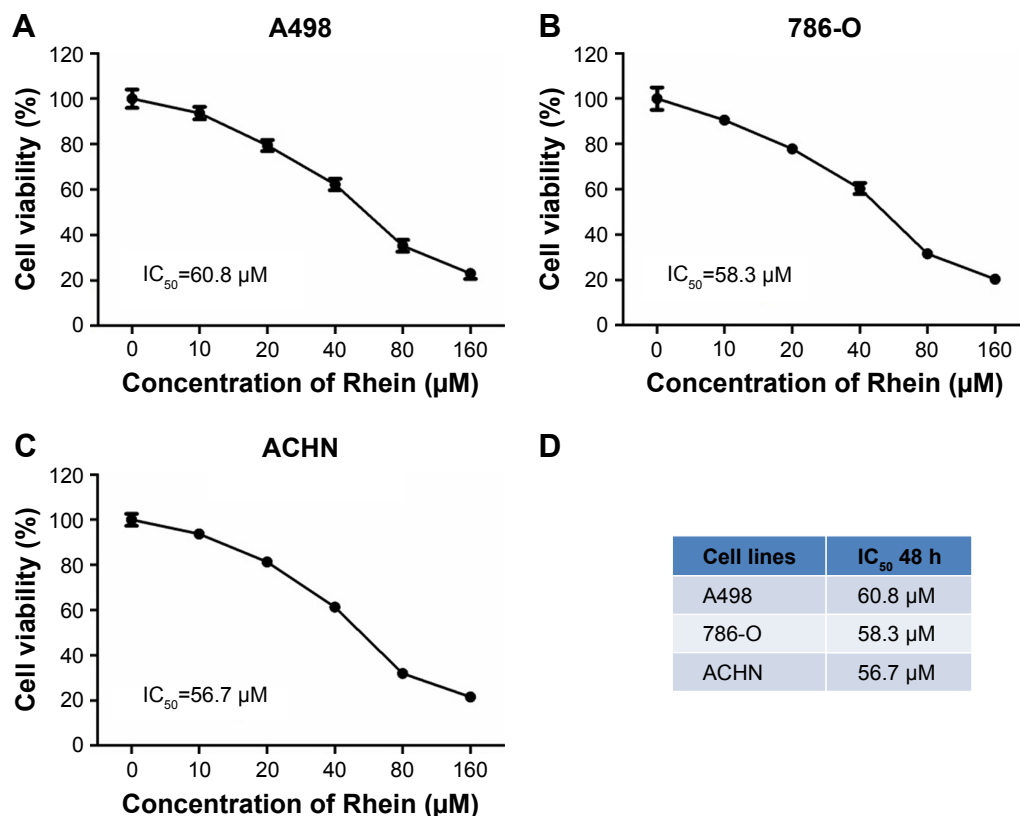 A
A498
Cell viability (%)
120
100
80
60
40
20
0
IC50=60.8 µM
0 10 20 40 80 160
Concentration of Rhein (µM)
B
786-O
Cell viability (%)
120
100
80
60
40
20
0
IC50=58.3 µM
0 10 20 40 80 160
Concentration of Rhein (µM)
C
ACHN
Cell viability (%)
120
100
80
60
40
20
0
IC50=56.7 µM
0 10 20 40 80 160
Concentration of Rhein (µM)
D
Cell lines IC50 48 h
A498 60.8 µM
786-O 58.3 µM
ACHN 56.7 µM